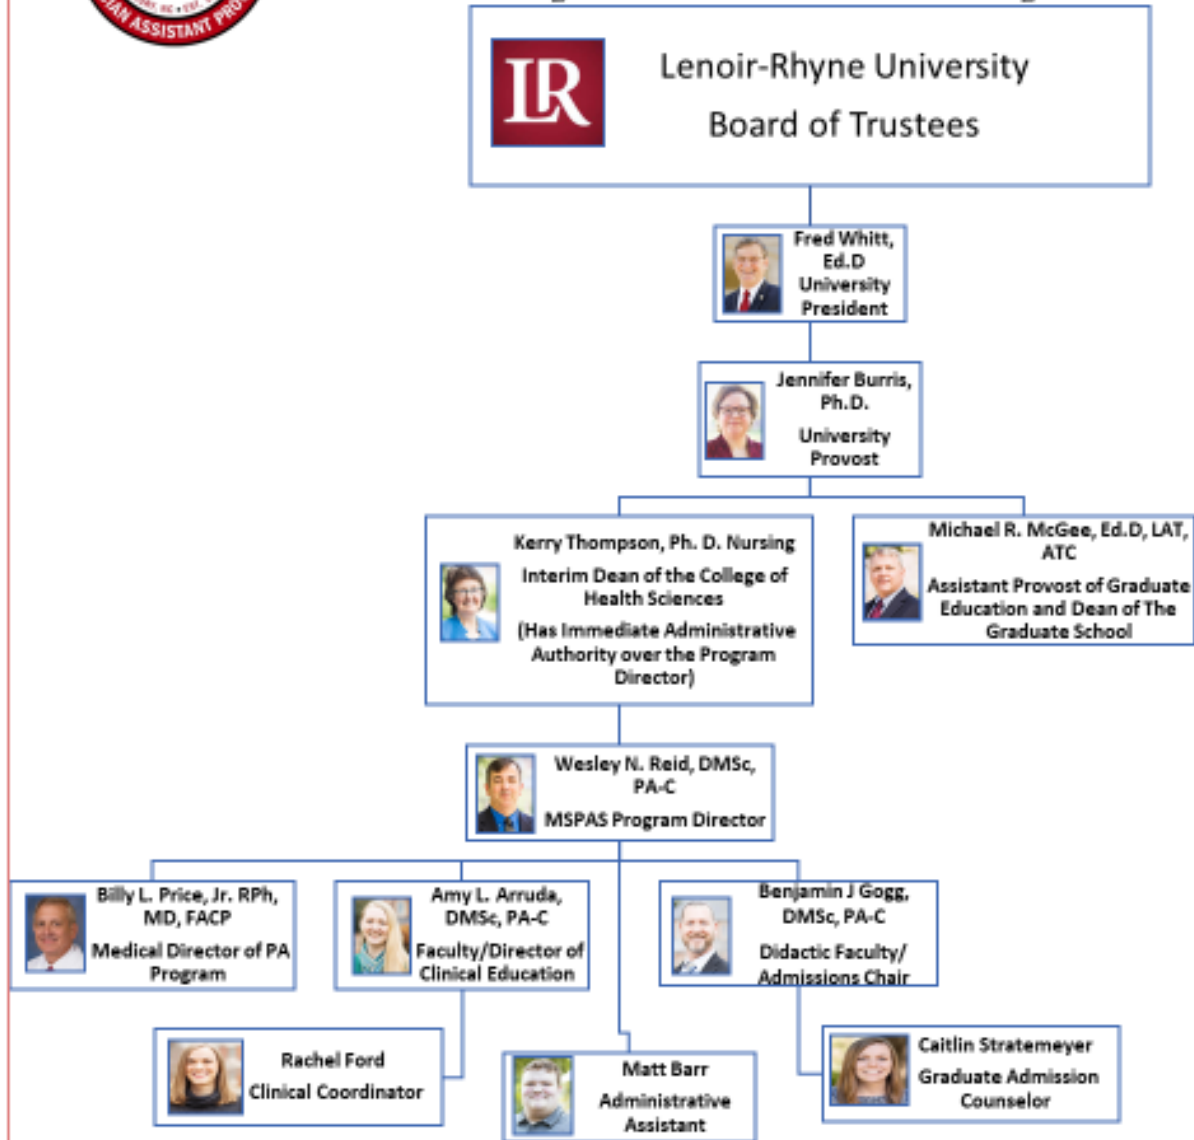 IAN ASSISTANT PRO
LR
Lenoir-Rhyne University
Board of Trustees
Fred Whitt,
Ed.D
University
President
Jennifer Burris,
Ph.D.
University
Provost
Kerry Thompson, Ph. D. Nursing
Interim Dean of the College of
Health Sciences
(Has Immediate Administrative
Authority over the Program
Director)
Michael R. McGee, Ed.D, LAT,
ATC
Assistant Provost of Graduate
Education and Dean of The
Graduate School
Wesley N. Reid, DMSc,
PA-C
MSPAS Program Director
Billy L. Price, Jr. RPh,
MD, FACP
Medical Director of PA
Program
Amy L. Arruda,
DMSc, PA-C
Faculty/Director of
Clinical Education
Benjamin J Gogg,
DMSc, PA-C
Didactic Faculty/
Admissions Chair
Rachel Ford
Clinical Coordinator
Matt Barr
Administrative
Assistant
Caitlin Stratemeyer
Graduate Admission
Counselor